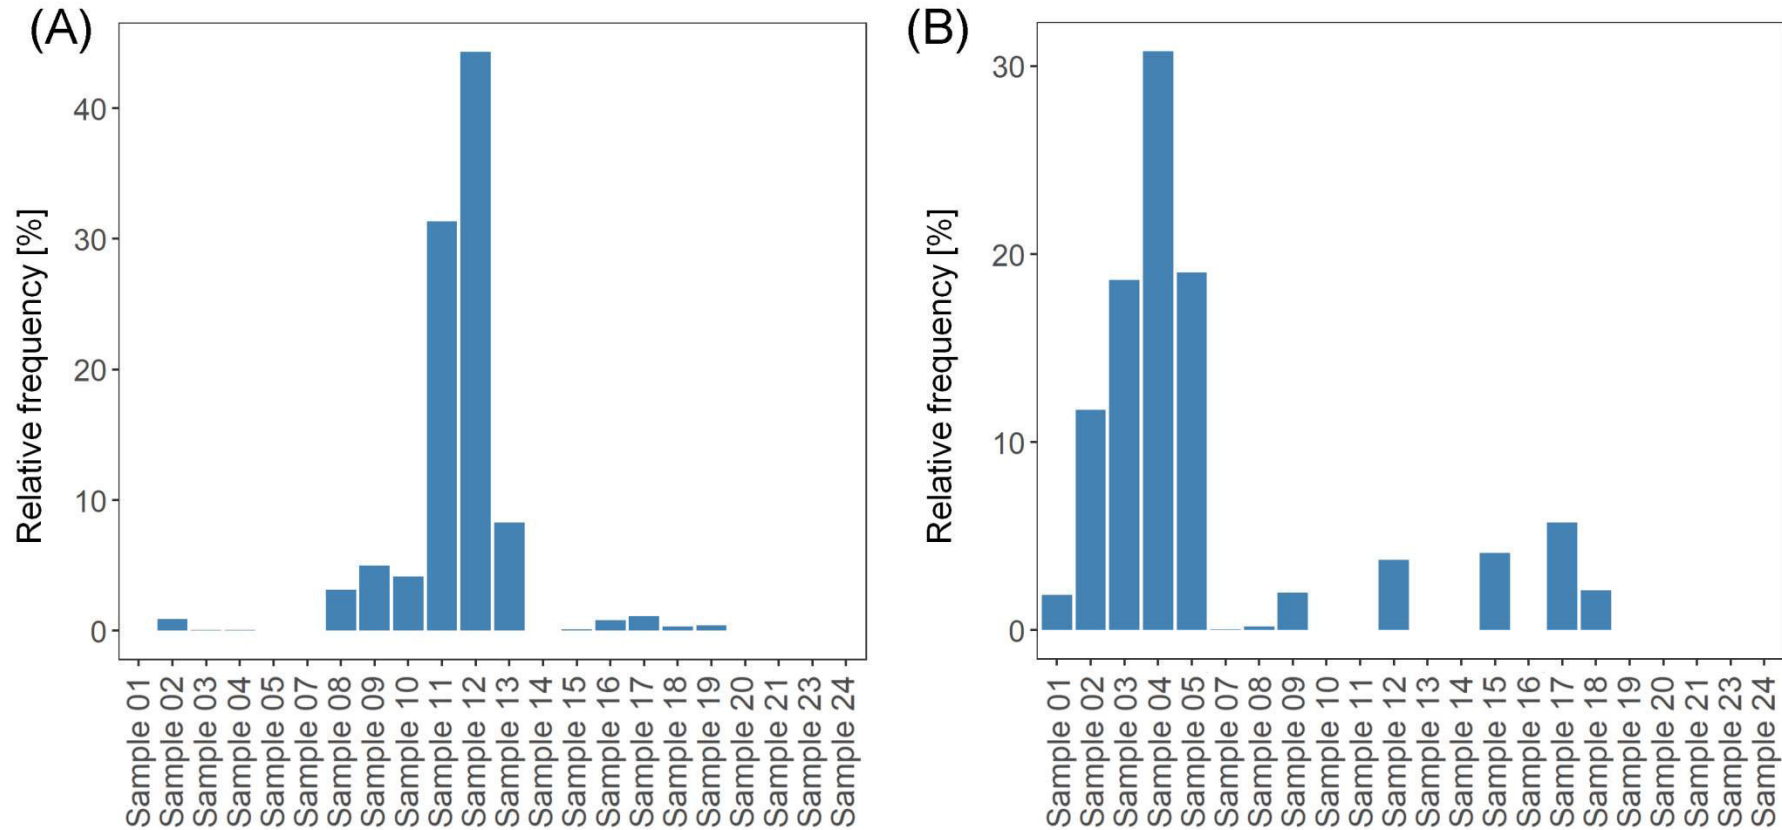 (A)
Relative frequency [%]
40
30
20
10
0
Sample 01
Sample 02
Sample 03
Sample 04
Sample 05
Sample 07
Sample 08
Sample 09
Sample 10
Sample 11
Sample 12
Sample 13
Sample 14
Sample 15
Sample 16
Sample 17
Sample 18
Sample 19
Sample 20
Sample 21
Sample 23
Sample 24
(B)
Relative frequency [%]
30
20
10
0
Sample 01
Sample 02
Sample 03
Sample 04
Sample 05
Sample 07
Sample 08
Sample 09
Sample 10
Sample 11
Sample 12
Sample 13
Sample 14
Sample 15
Sample 16
Sample 17
Sample 18
Sample 19
Sample 20
Sample 21
Sample 23
Sample 24